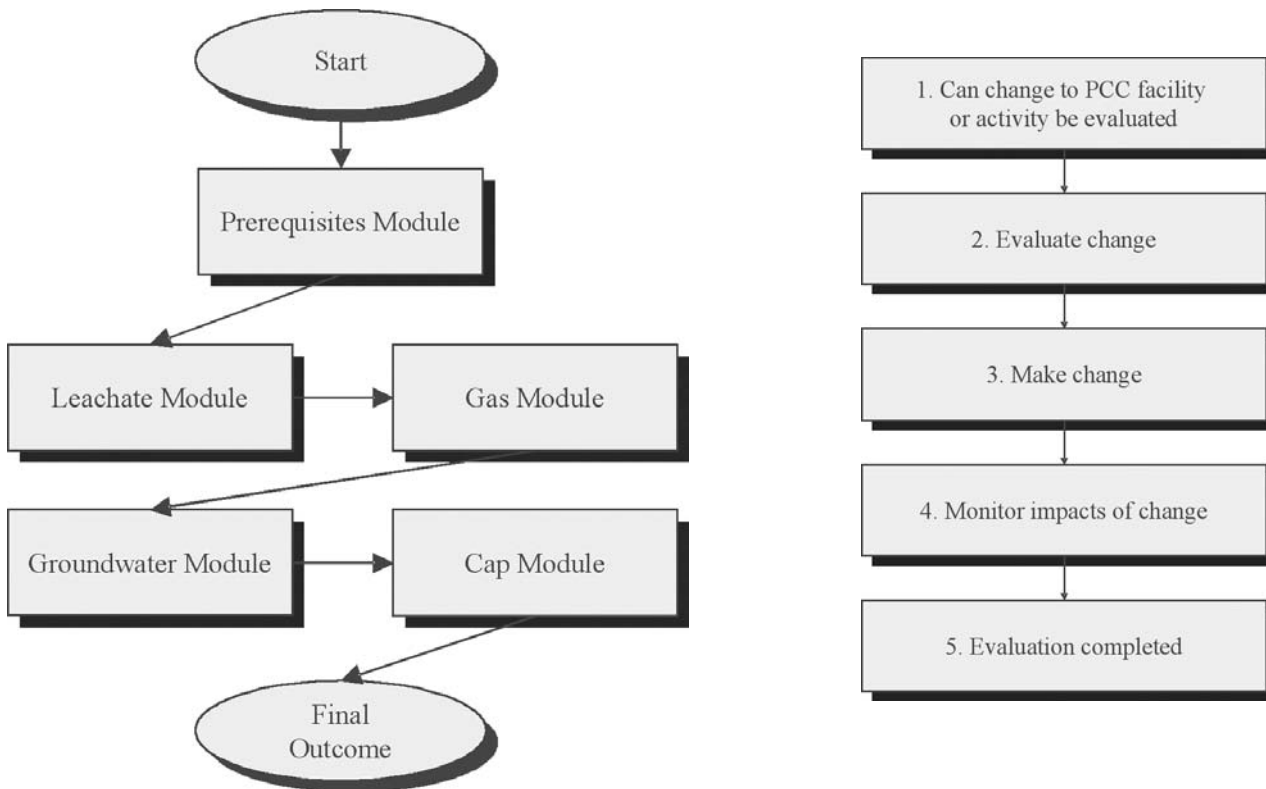 Start
Prerequisites Module
Leachate Module
Gas Module
Groundwater Module
Cap Module
Final
Outcome
1. Can change to PCC facility
or activity be evaluated
2. Evaluate change
3. Make change
4. Monitor impacts of change
5. Evaluation completed